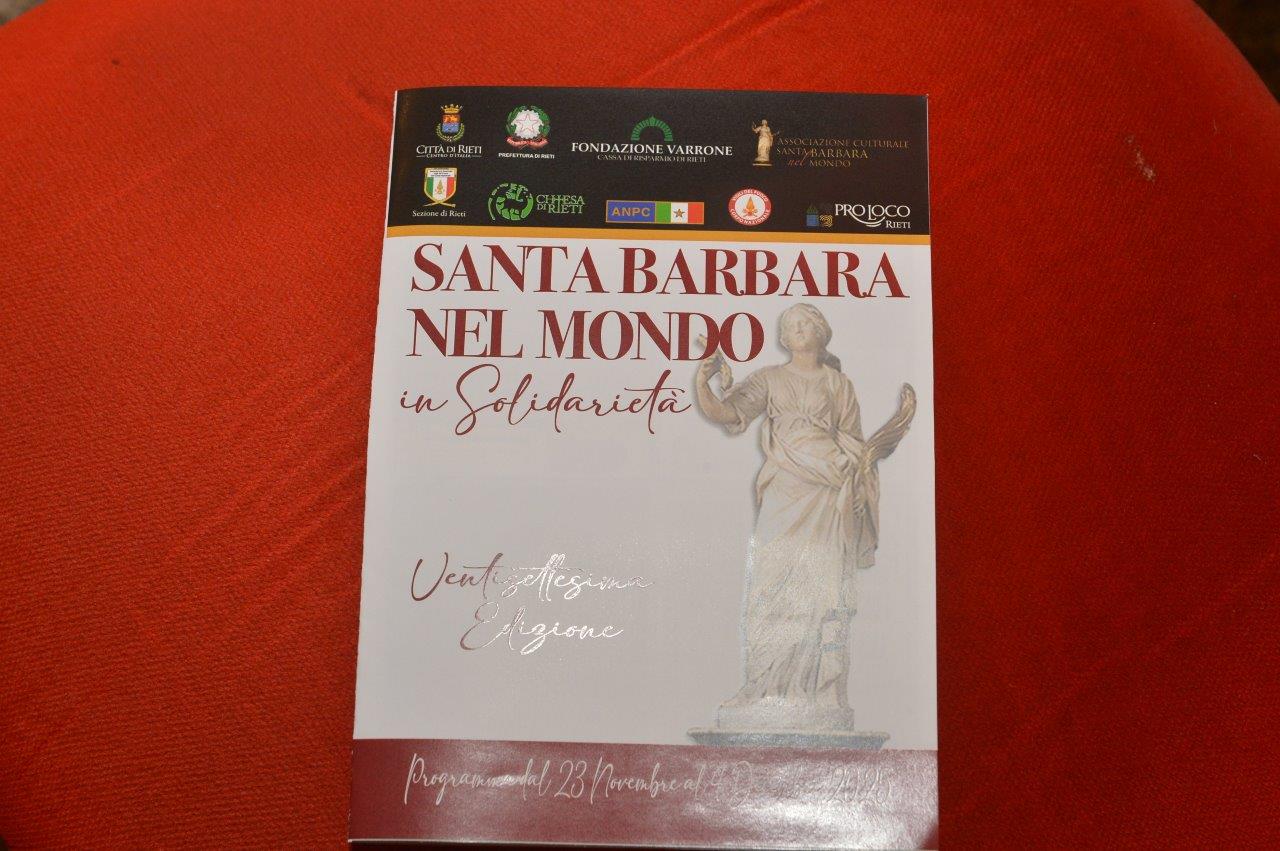 CITTÀ DI RIETI
CENTRO D'ITALIA
PREFETTURA DI RIETI
FONDAZIONE VARRONE
CASSA DI RISPARMIO DI RIETI
ASSOCIAZIONE CULTURALE
SANTA BARBARA
nel MONDO
Sezione di Rieti
CHIESA
DI RIETI
ANPC
PRO LOCO
RIETI
SANTA BARBARA
NEL MONDO
in Solidarietà
Ventisettesima
Edizione
Programma dal 23 Novembre al 2025